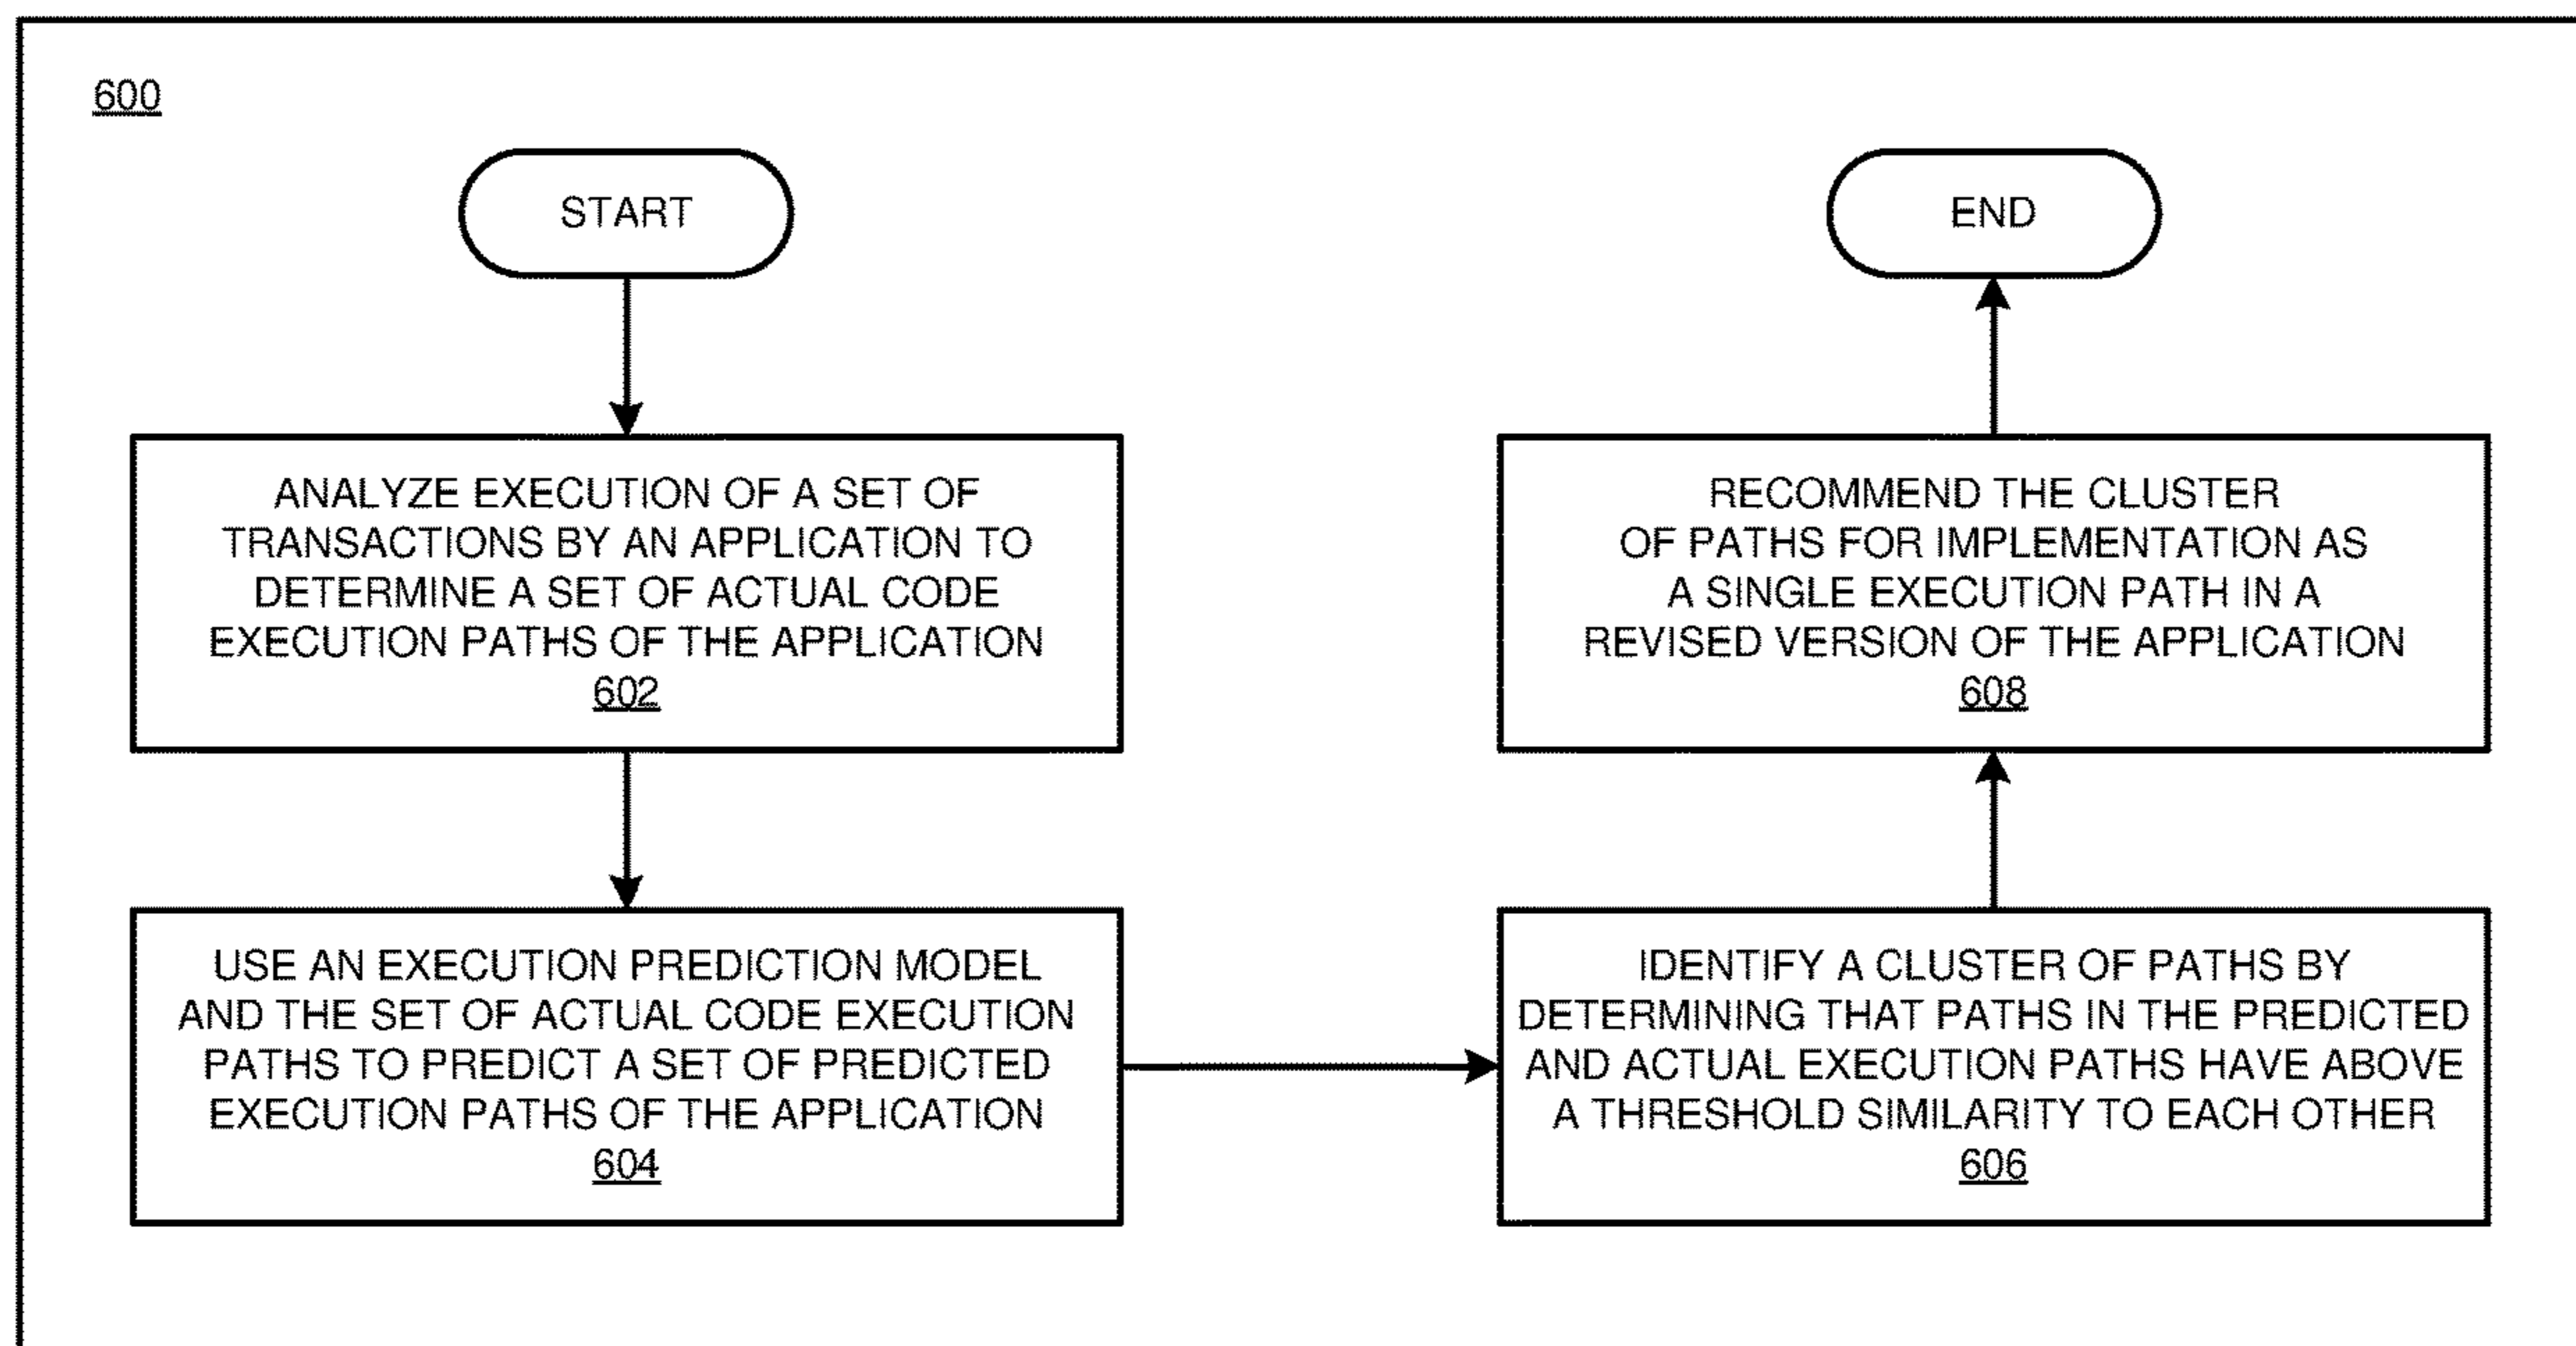 600
START
ANALYZE EXECUTION OF A SET OF
TRANSACTIONS BY AN APPLICATION TO
DETERMINE A SET OF ACTUAL CODE
EXECUTION PATHS OF THE APPLICATION
602
USE AN EXECUTION PREDICTION MODEL
AND THE SET OF ACTUAL CODE EXECUTION
PATHS TO PREDICT A SET OF PREDICTED
EXECUTION PATHS OF THE APPLICATION
604
IDENTIFY A CLUSTER OF PATHS BY
DETERMINING THAT PATHS IN THE PREDICTED
AND ACTUAL EXECUTION PATHS HAVE ABOVE
A THRESHOLD SIMILARITY TO EACH OTHER
606
RECOMMEND THE CLUSTER
OF PATHS FOR IMPLEMENTATION AS
A SINGLE EXECUTION PATH IN A
REVISED VERSION OF THE APPLICATION
608
END